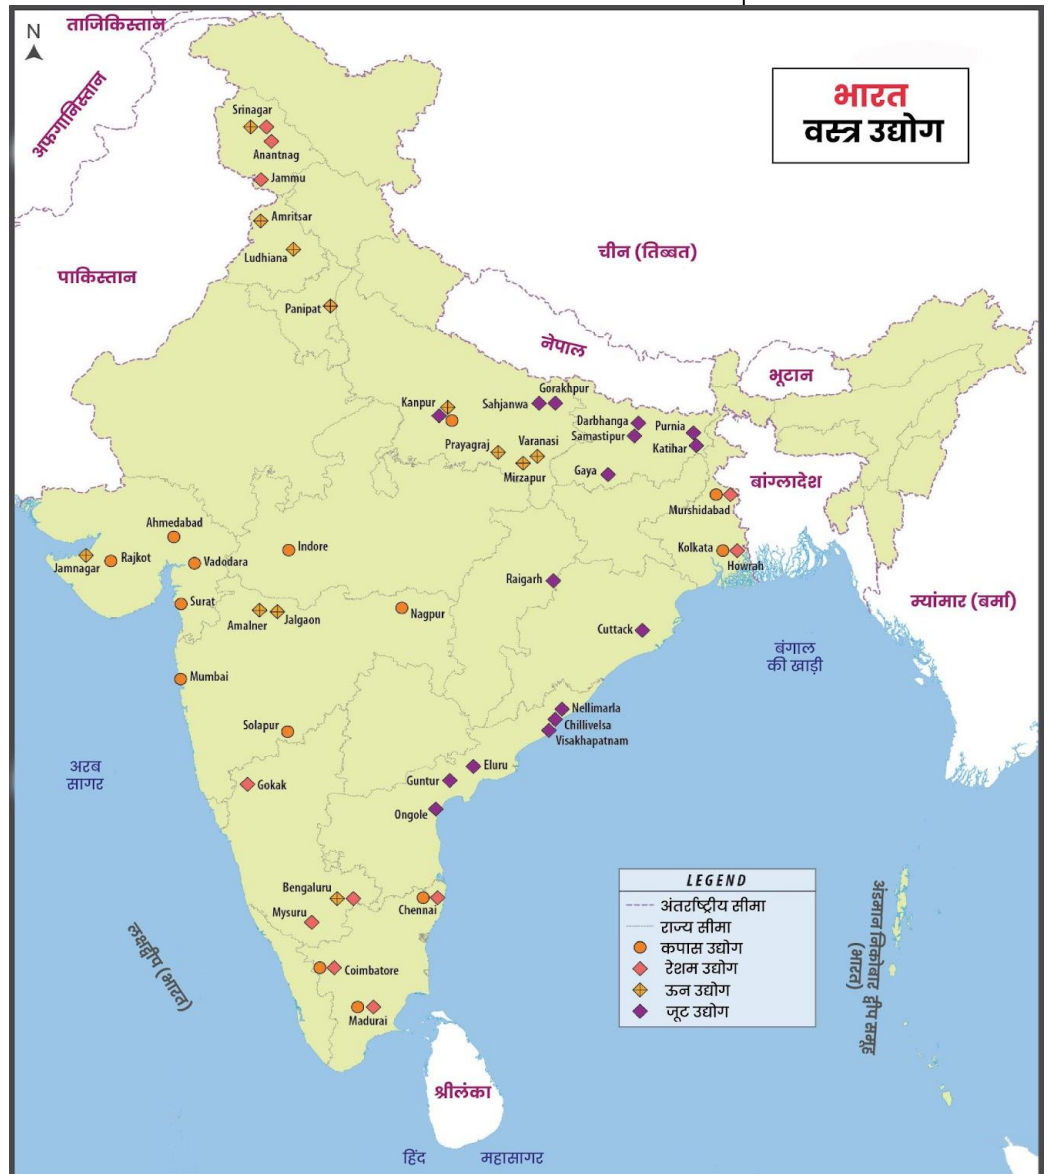 ताजिकिस्तान
N
अफगानिस्तान
भारत
वस्त्र उद्योग
Srinagar
Anantnag
Jammu
Amritsar
Ludhiana
चीन (तिब्बत)
पाकिस्तान
Panipat
नेपाल
भूटान
Gorakhpur
Sahjanwa
Kanpur
Darbhanga
Purnia
Samastipur
Katihar
Prayagraj
Varanasi
Mirzapur
Gaya
बांग्लादेश
Murshidabad
Ahmedabad
Indore
Kolkata
Howrah
Rajkot
Jamnagar
Vadodara
Raigarh
Surat
Amalner
Jalgaon
Nagpur
म्यांमार (बर्मा)
Cuttack
बंगाल
की खाड़ी
Mumbai
Nellimarla
Chillivelsa
Visakhapatnam
Solapur
अरब
सागर
Eluru
Gokak
Guntur
Ongole
Bengaluru
Chennai
Mysuru
Coimbatore
Madurai
लक्षद्वीप (भारत)
LEGEND
अंतर्राष्ट्रीय सीमा
राज्य सीमा
कपास उद्योग
रेशम उद्योग
ऊन उद्योग
जूट उद्योग
अंडमान निकोबार द्वीप समूह
(भारत)
श्रीलंका
हिंद महासागर